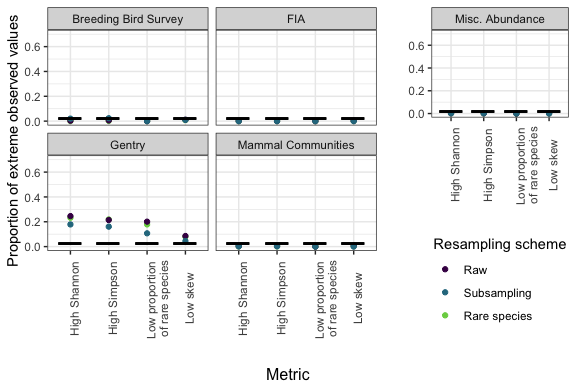 Breeding Bird Survey
FIA
Misc. Abundance
Proportion of extreme observed values
0.6
0.4
0.2
0.0
0.6
0.4
0.2
0.0
High Shannon
High Simpson
Low proportion
of rare species
Low skew
Gentry
Mammal Communities
0.6
0.4
0.2
0.0
High Shannon
High Simpson
Low proportion
of rare species
Low skew
High Shannon
High Simpson
Low proportion
of rare species
Low skew
Resampling scheme
Raw
Subsampling
Rare species
Metric